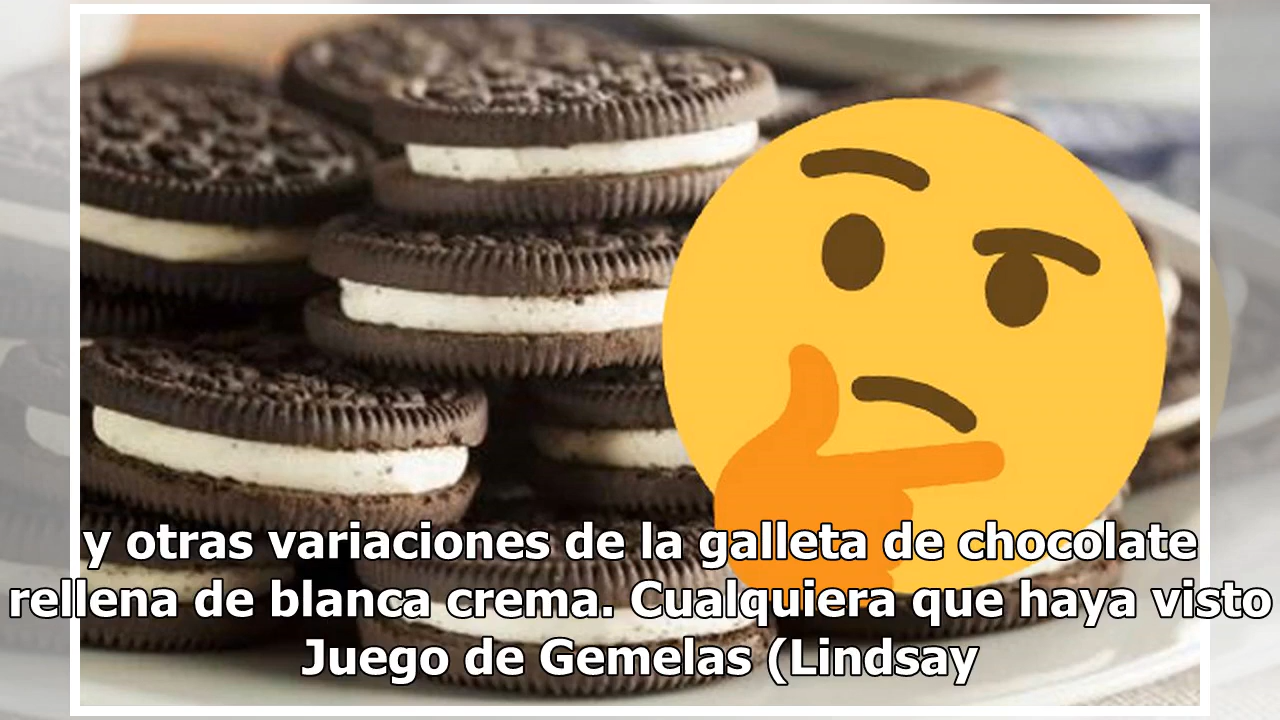 y otras variaciones de la galleta de chocolate
rellena de blanca crema. Cualquiera que haya visto
Juego de Gemelas (Lindsay